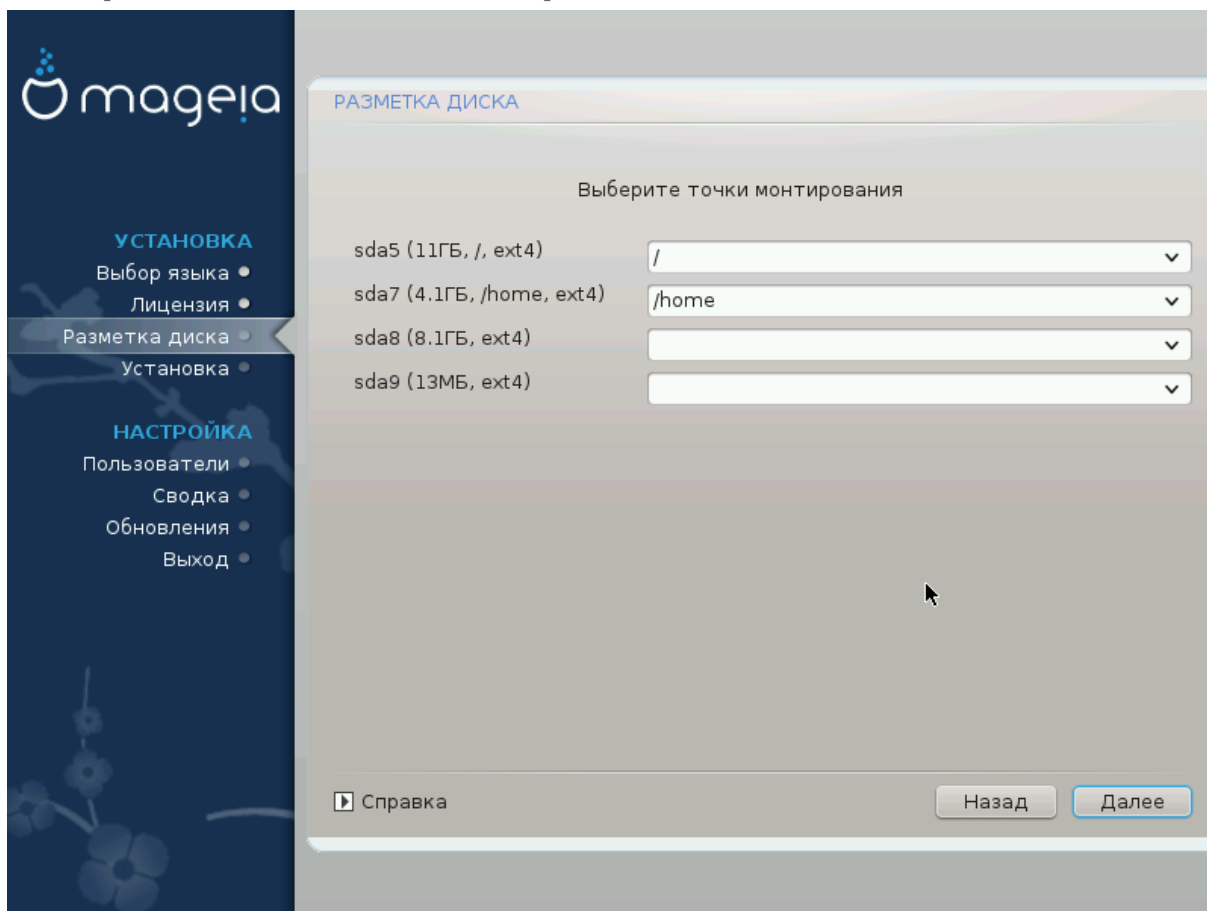 mageia
РАЗМЕТКА ДИСКА
Выберите точки монтирования
УСТАНОВКА
Выбор языка
Лицензия
Разметка диска
Установка
НАСТРОЙКА
Пользователи
Сводка
Обновления
Выход
sda5 (11ГБ, /, ext4) /
sda7 (4.1ГБ, /home, ext4) /home
sda8 (8.1ГБ, ext4)
sda9 (13МБ, ext4)
Справка
Назад
Далее